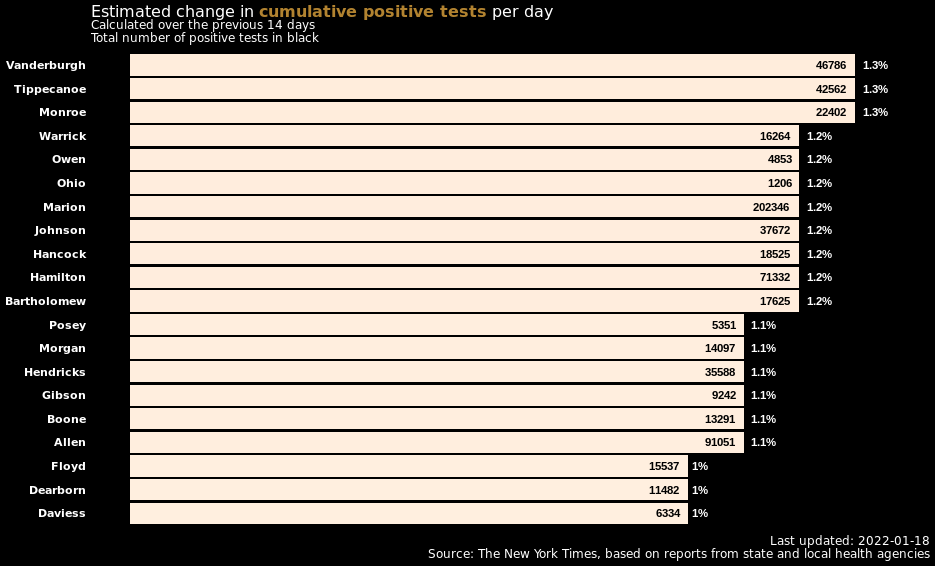 Estimated change in cumulative positive tests per day
Calculated over the previous 14 days
Total number of positive tests in black
Vanderburgh 46786 1.3%
Tippecanoe 42562 1.3%
Monroe 22402 1.3%
Warrick 16264 1.2%
Owen 4853 1.2%
Ohio 1206 1.2%
Marion 202346 1.2%
Johnson 37672 1.2%
Hancock 18525 1.2%
Hamilton 71332 1.2%
Bartholomew 17625 1.2%
Posey 5351 1.1%
Morgan 14097 1.1%
Hendricks 35588 1.1%
Gibson 9242 1.1%
Boone 13291 1.1%
Allen 91051 1.1%
Floyd 15537 1%
Dearborn 11482 1%
Daviess 6334 1%
Last updated: 2022-01-18
Source: The New York Times, based on reports from state and local health agencies